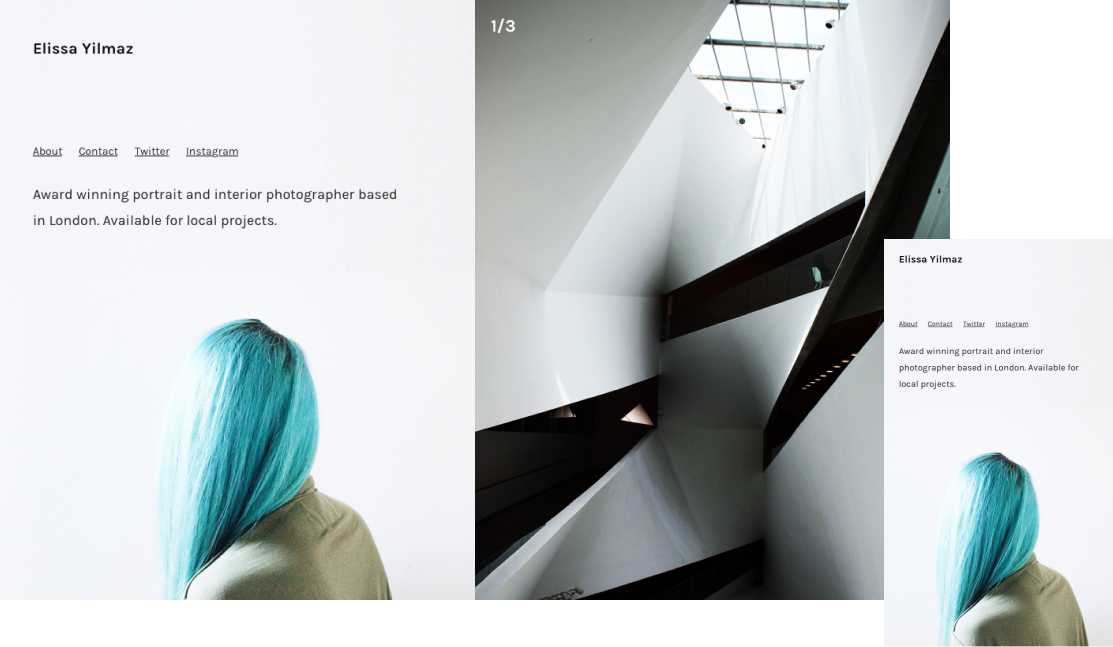 Elissa Yilmaz
About Contact Twitter Instagram
Award winning portrait and interior photographer based
in London. Available for local projects.
1/3
Elissa Yilmaz
About Contact Twitter Instagram
Award winning portrait and interior
photographer based in London. Available for
local projects.